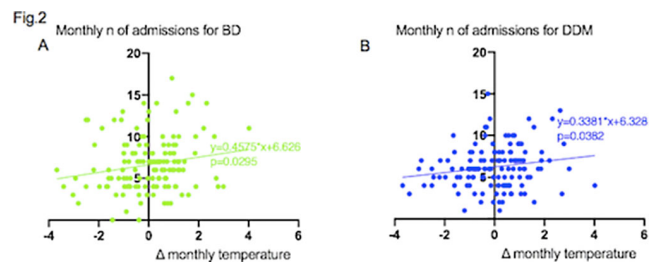 Fig.2
A
Monthly n of admissions for BD
20
15
10
5
y=0.4575*x+6.626
p=0.0295
-4 -2 0 2 4 6
Δ monthly temperature
B
Monthly n of admissions for DDM
20
15
10
5
y=0.3381*x+6.328
p=0.0382
-4 -2 0 2 4 6
Δ monthly temperature